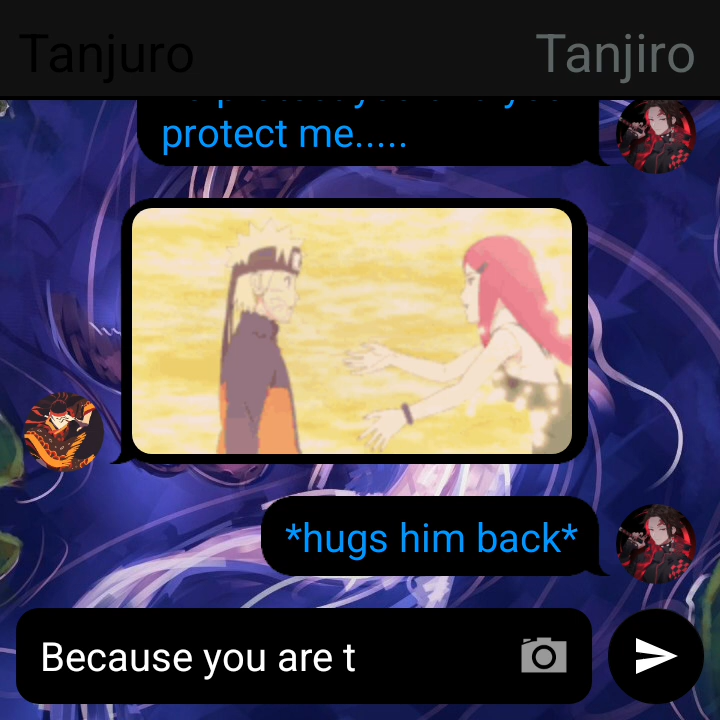 Tanjuro
Tanjiro
protect me.....
*hugs him back*
Because you are t